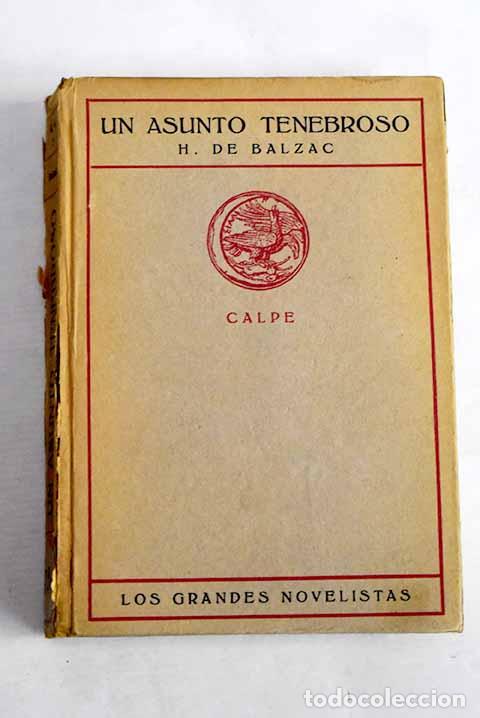 UN ASUNTO TENEBROSO
H. DE BALZAC
CALPE
LOS GRANDES NOVELISTAS
todocoleccion